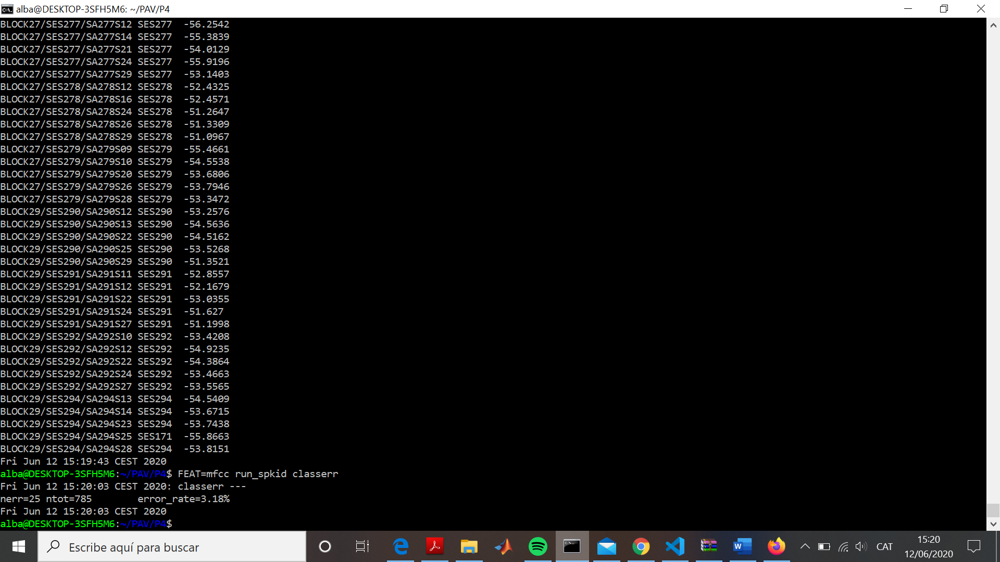 alba@DESKTOP-3SFH5M6: ~/PAV/P4
BLOCK27/SES277/SA277S12 SES277  -56.2542
BLOCK27/SES277/SA277S14 SES277  -55.3839
BLOCK27/SES277/SA277S21 SES277  -54.0129
BLOCK27/SES277/SA277S24 SES277  -55.9196
BLOCK27/SES277/SA277S29 SES277  -53.1403
BLOCK27/SES278/SA278S12 SES278  -52.4325
BLOCK27/SES278/SA278S16 SES278  -52.4571
BLOCK27/SES278/SA278S24 SES278  -51.2647
BLOCK27/SES278/SA278S26 SES278  -51.3309
BLOCK27/SES278/SA278S29 SES278  -51.0967
BLOCK27/SES279/SA279S09 SES279  -55.4661
BLOCK27/SES279/SA279S10 SES279  -54.5538
BLOCK27/SES279/SA279S20 SES279  -53.6806
BLOCK27/SES279/SA279S26 SES279  -53.7946
BLOCK27/SES279/SA279S28 SES279  -53.3472
BLOCK29/SES290/SA290S12 SES290  -53.2576
BLOCK29/SES290/SA290S13 SES290  -54.5636
BLOCK29/SES290/SA290S22 SES290  -54.5162
BLOCK29/SES290/SA290S25 SES290  -53.5268
BLOCK29/SES290/SA290S29 SES290  -51.3521
BLOCK29/SES291/SA291S11 SES291  -52.8557
BLOCK29/SES291/SA291S12 SES291  -52.1679
BLOCK29/SES291/SA291S22 SES291  -53.0355
BLOCK29/SES291/SA291S24 SES291  -51.627
BLOCK29/SES291/SA291S27 SES291  -51.1998
BLOCK29/SES292/SA292S10 SES292  -53.4208
BLOCK29/SES292/SA292S12 SES292  -54.9235
BLOCK29/SES292/SA292S22 SES292  -54.3864
BLOCK29/SES292/SA292S24 SES292  -53.4663
BLOCK29/SES292/SA292S27 SES292  -53.5565
BLOCK29/SES294/SA294S13 SES294  -54.5409
BLOCK29/SES294/SA294S14 SES294  -53.6715
BLOCK29/SES294/SA294S23 SES294  -53.7438
BLOCK29/SES294/SA294S25 SES171  -55.8663
BLOCK29/SES294/SA294S28 SES294  -53.8151
Fri Jun 12 15:19:43 CEST 2020
alba@DESKTOP-3SFH5M6:~/PAV/P4$ FEAT=mfcc run_spkid classerr
Fri Jun 12 15:20:03 CEST 2020: classerr ---
nerr=25 ntot=785        error_rate=3.18%
Fri Jun 12 15:20:03 CEST 2020
alba@DESKTOP-3SFH5M6:~/PAV/P4$
Escribe aquí para buscar
CAT
15:20
12/06/2020